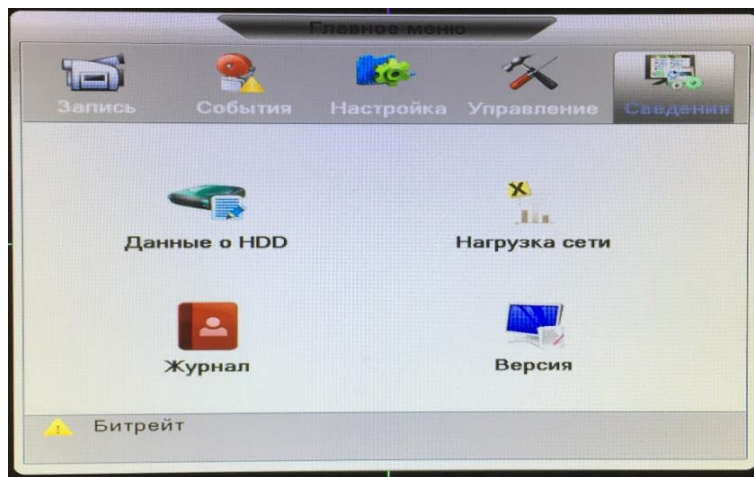 Главное меню
Запись События Настройка Управление Сведения
Данные о HDD Нагрузка сети
Журнал Версия
Битрейт